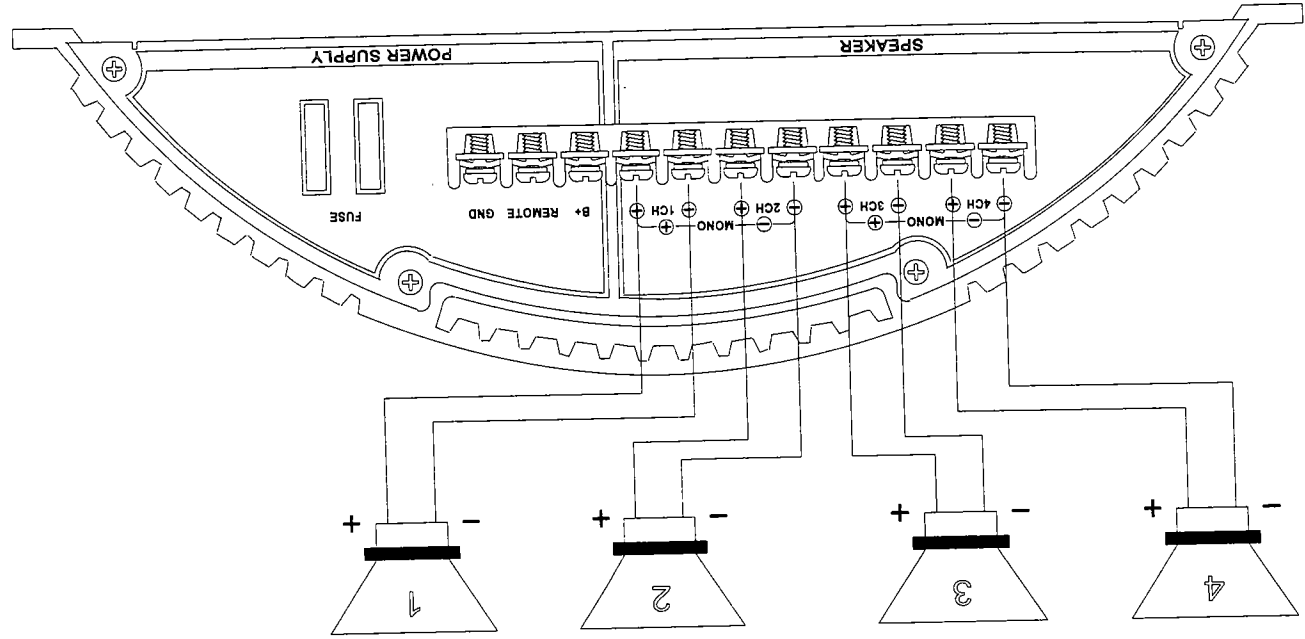 POWER SUPPLY
SPEAKER
FUSE
GND REMOTE B+
+ 1CH - + 2CH - + 3CH - + 4CH -
+ MONO - + MONO -
+ - + - + - + -
1 2 3 4